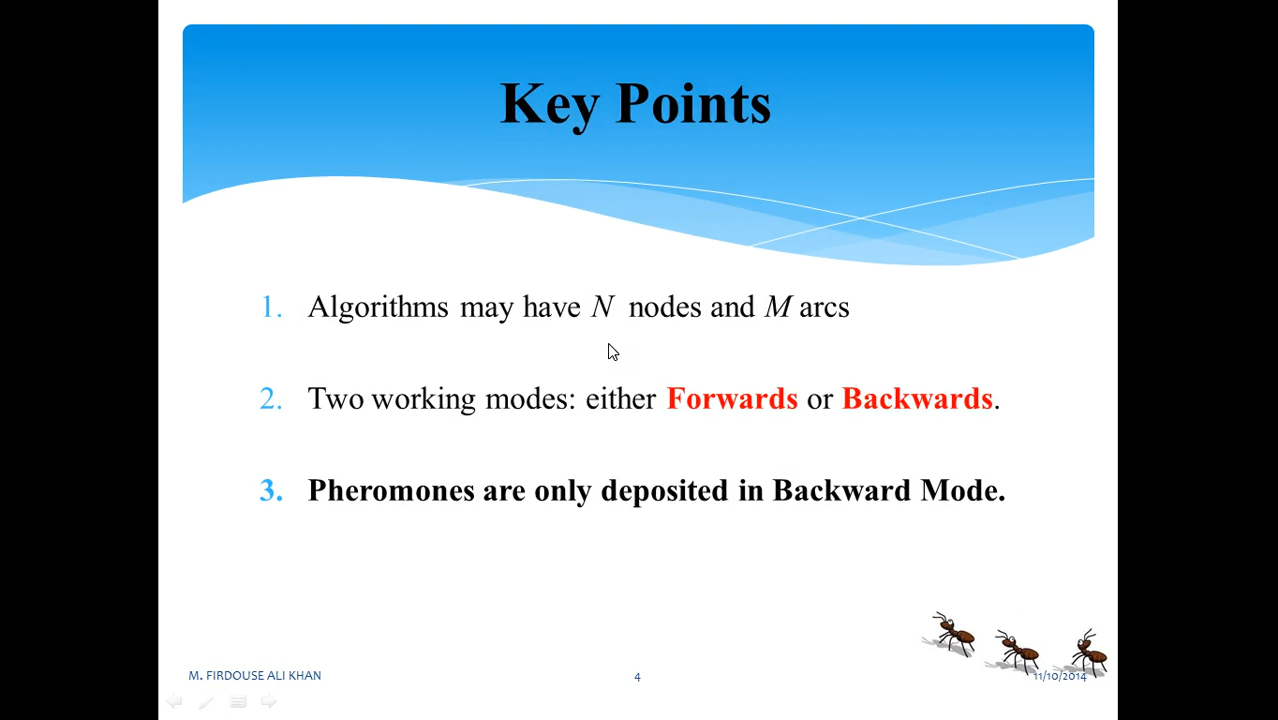 Key Points
1. Algorithms may have N nodes and M arcs
2. Two working modes: either Forwards or Backwards.
3. Pheromones are only deposited in Backward Mode.
M. FIRDOUSE ALI KHAN
4
11/10/2014